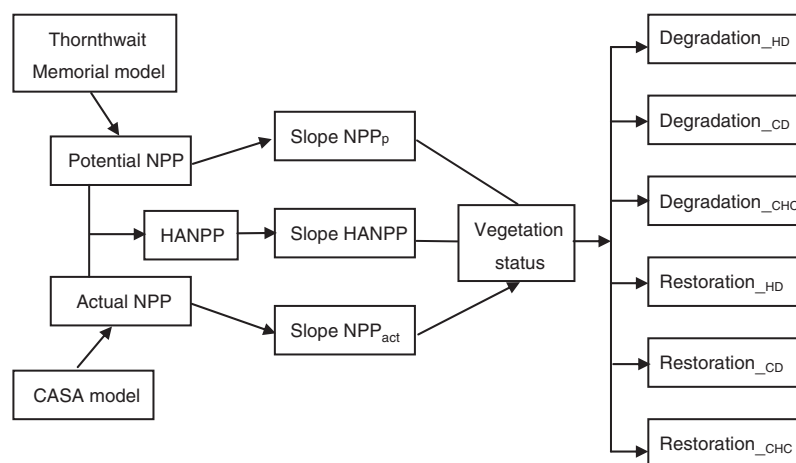 Thornthwait
Memorial model
Potential NPP
HANPP
Actual NPP
CASA model
Slope NPPp
Slope HANPP
Slope NPPact
Vegetation
status
Degradation_HD
Degradation_CD
Degradation_CHC
Restoration_HD
Restoration_CD
Restoration_CHC